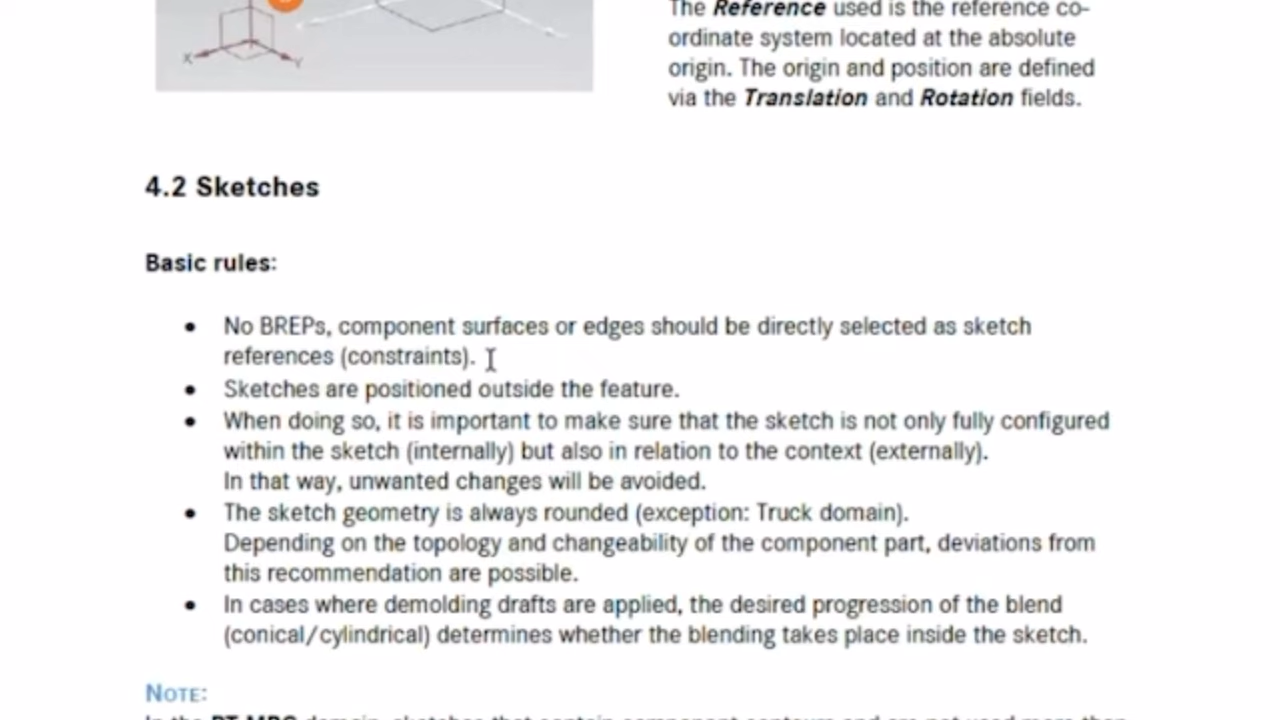 The Reference used is the reference co-
ordinate system located at the absolute
origin. The origin and position are defined
via the Translation and Rotation fields.
X
Y
4.2 Sketches
Basic rules:
• No BREPs, component surfaces or edges should be directly selected as sketch
references (constraints).
• Sketches are positioned outside the feature.
• When doing so, it is important to make sure that the sketch is not only fully configured
within the sketch (internally) but also in relation to the context (externally).
In that way, unwanted changes will be avoided.
• The sketch geometry is always rounded (exception: Truck domain).
Depending on the topology and changeability of the component part, deviations from
this recommendation are possible.
• In cases where demolding drafts are applied, the desired progression of the blend
(conical/cylindrical) determines whether the blending takes place inside the sketch.
NOTE: